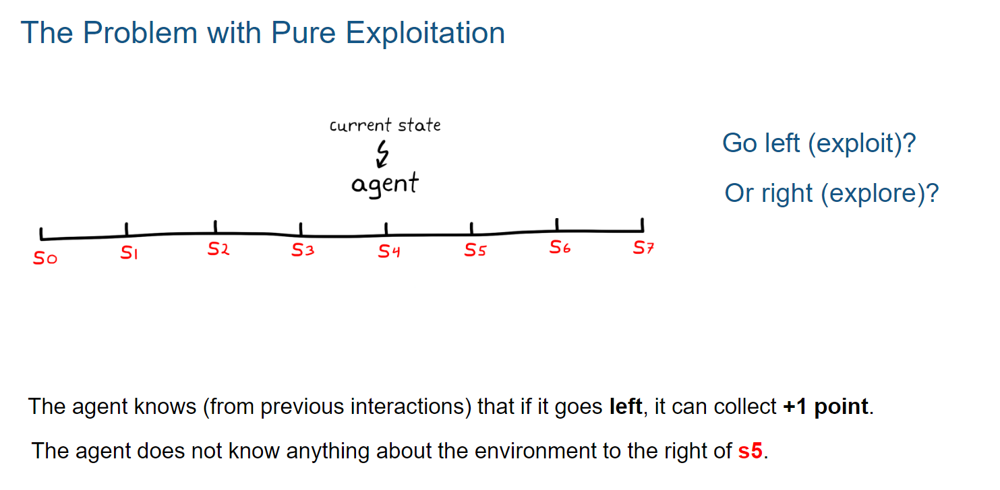 The Problem with Pure Exploitation
current state
agent
Go left (exploit)?
Or right (explore)?
S0 S1 S2 S3 S4 S5 S6 S7
The agent knows (from previous interactions) that if it goes left, it can collect +1 point.
The agent does not know anything about the environment to the right of s5.